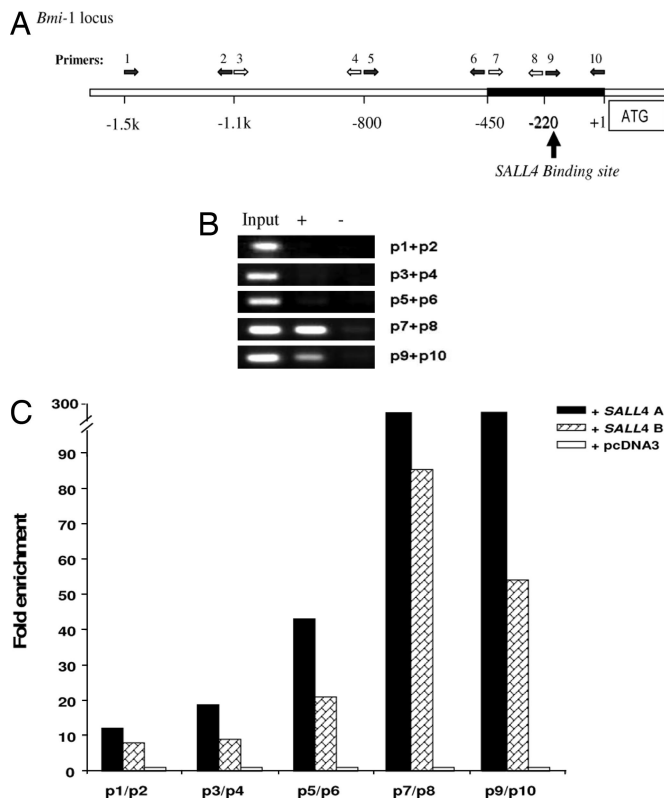 A Bmi-1 locus
Primers: 1 2 3 4 5 6 7 8 9 10
-1.5k -1.1k -800 -450 -220 +1 ATG
SALL4 Binding site
B Input + -
p1+p2
p3+p4
p5+p6
p7+p8
p9+p10
C
300
90
80
70
60
50
40
30
20
10
0
Fold enrichment
+ SALL4 A
+ SALL4 B
+ pcDNA3
p1/p2 p3/p4 p5/p6 p7/p8 p9/p10